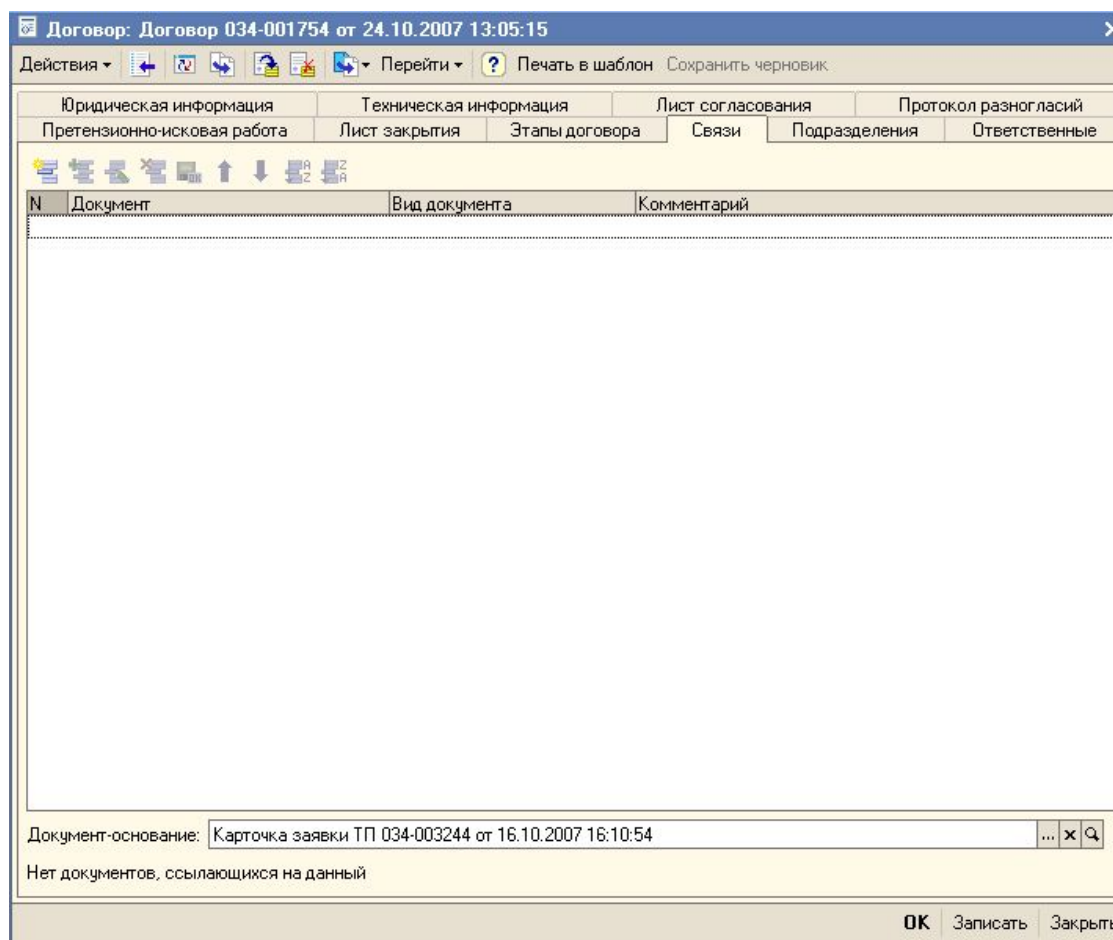 Договор: Договор 034-001754 от 24.10.2007 13:05:15
Действия Перейти ? Печать в шаблон Сохранить черновик
Юридическая информация Техническая информация Лист согласования Протокол разногласий
Претензионно-исковая работа Лист закрытия Этапы договора Связи Подразделения Ответственные
N Документ Вид документа Комментарий
Документ-основание: Карточка заявки ТП 034-003244 от 16.10.2007 16:10:54 ... x
Нет документов, ссылающихся на данный
OK Записать Закрыть